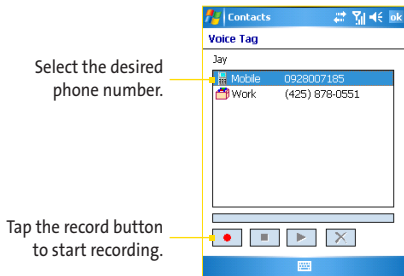 Contacts
ok
Voice Tag
Jay
Select the desired
phone number.
Mobile 0928007185
Work (425) 878-0551
Tap the record button
to start recording.